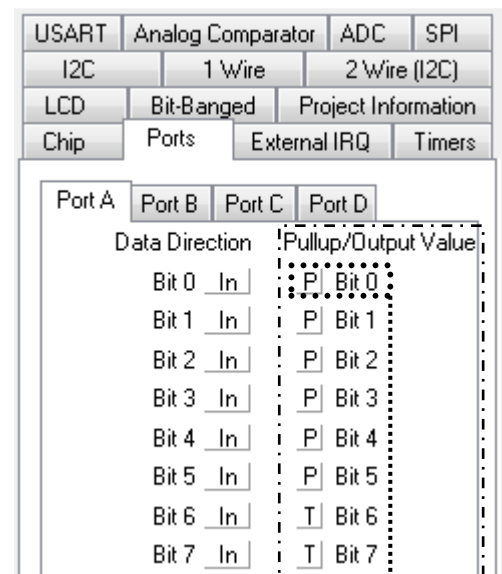 USART Analog Comparator ADC SPI
I2C 1 Wire 2 Wire (I2C)
LCD Bit-Banged Project Information
Chip Ports External IRQ Timers
Port A Port B Port C Port D
Data Direction Pullup/Output Value
Bit 0 In P Bit 0
Bit 1 In P Bit 1
Bit 2 In P Bit 2
Bit 3 In P Bit 3
Bit 4 In P Bit 4
Bit 5 In P Bit 5
Bit 6 In T Bit 6
Bit 7 In T Bit 7